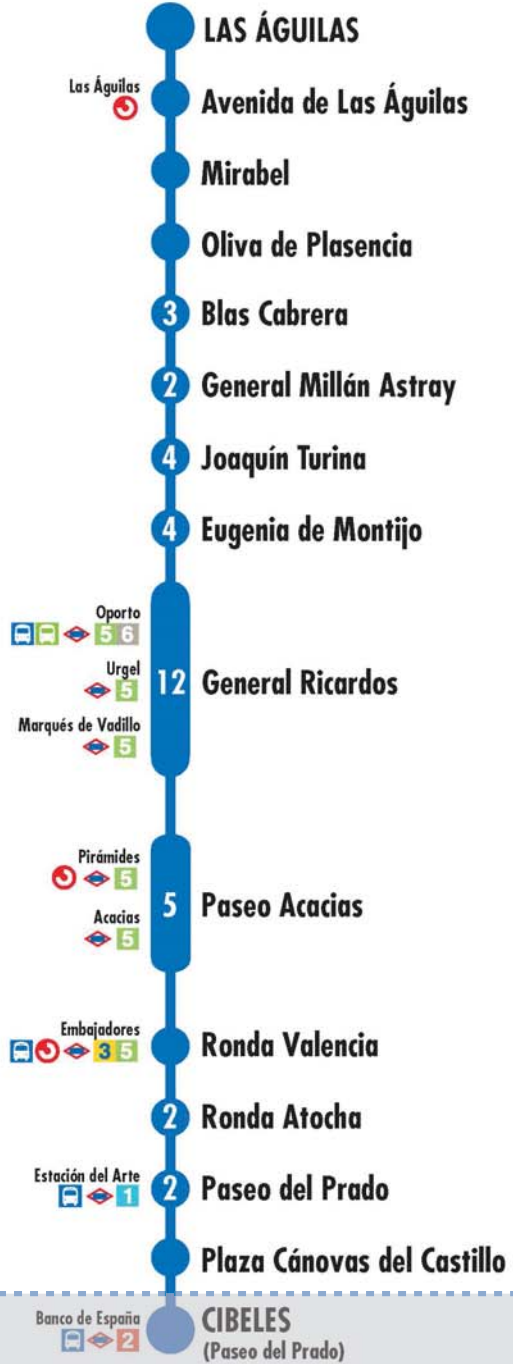 LAS ÁGUILAS
Las Águilas
Avenida de Las Águilas
Mirabel
Oliva de Plasencia
3 Blas Cabrera
2 General Millán Astray
4 Joaquín Turina
4 Eugenia de Montijo
Oporto
5 6
Urgel
5
Marqués de Vadillo
5
12 General Ricardos
Pirámides
5
Acacias
5
5 Paseo Acacias
Embajadores
3 5
Ronda Valencia
2 Ronda Atocha
Estación del Arte
1
2 Paseo del Prado
Plaza Cánovas del Castillo
Banco de España
2
CIBELES
(Paseo del Prado)